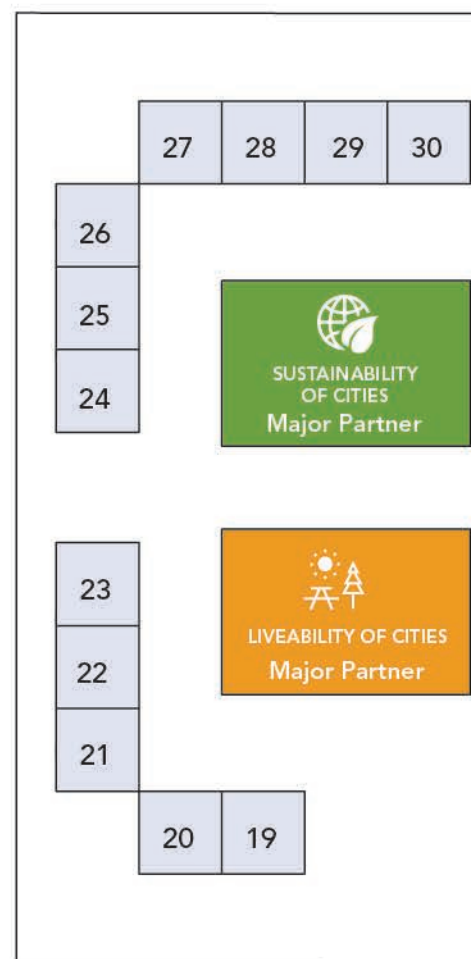 27 28 29 30
26
25
SUSTAINABILITY
OF CITIES
24
Major Partner
23
LIVEABILITY OF CITIES
22
Major Partner
21
20 19